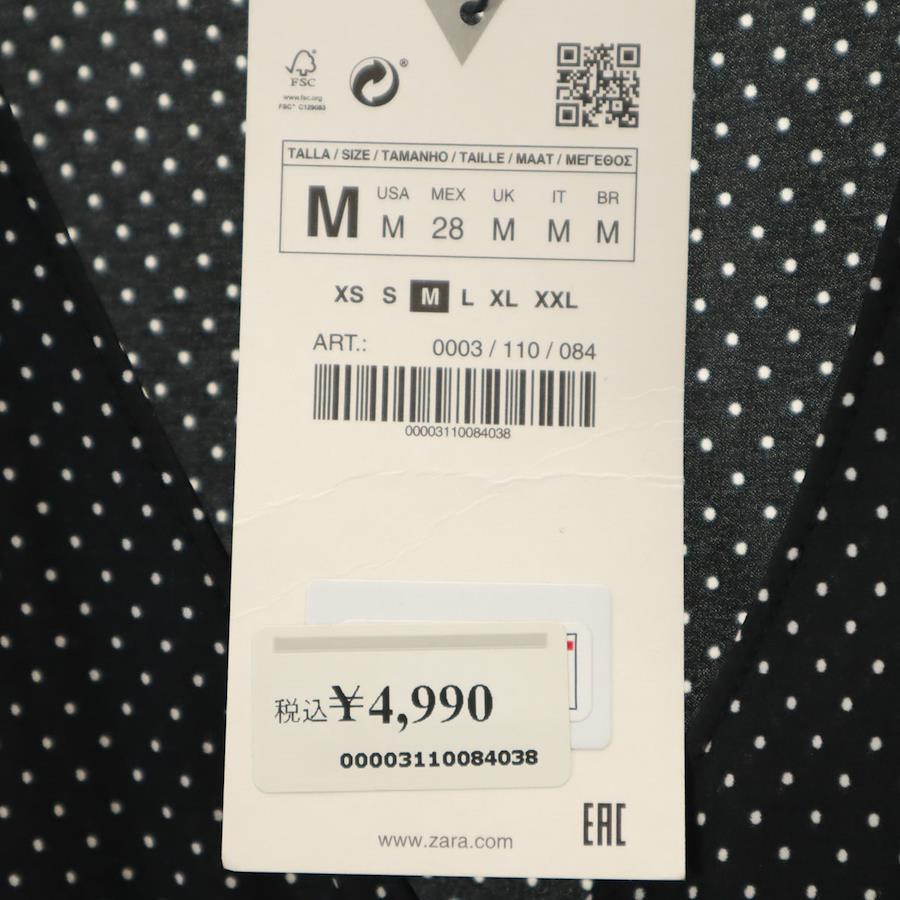 FSC
www.fsc.org
FSC™ C129083
®
TALLA / SIZE / TAMANHO / TAILLE / MAAT / ΜΕΓΕΘΟΣ
M USA MEX UK IT BR
M 28 M M M
XS S M L XL XXL
ART.: 0003 / 110 / 084
00003110084038
税込¥4,990
00003110084038
www.zara.com
EAC